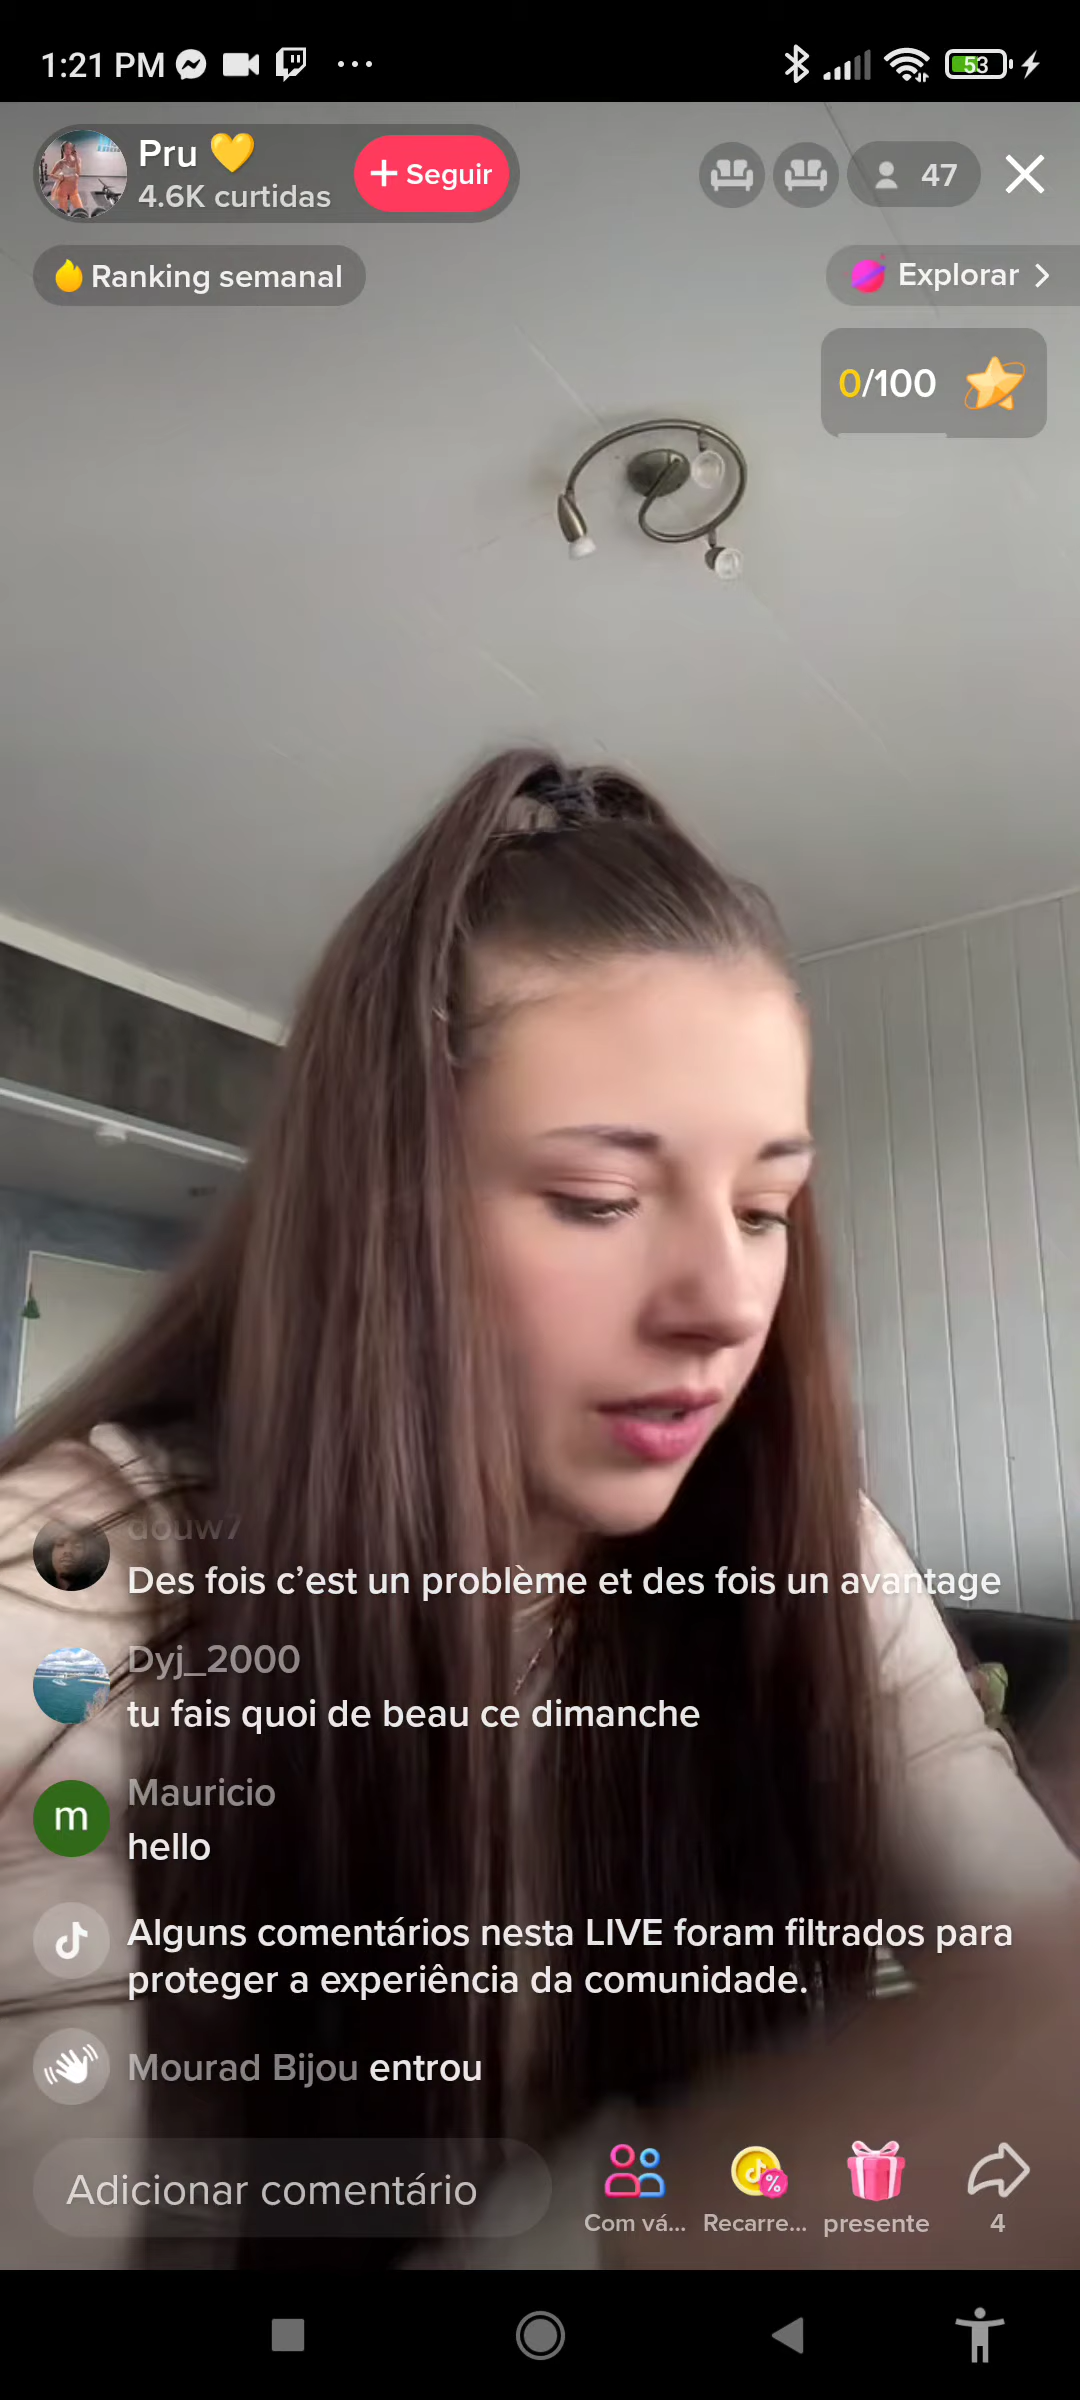 1:21 PM
53
Pru 💛
4.6K curtidas
+ Seguir
47
Ranking semanal
Explorar >
0/100
douw7
Des fois c’est un problème et des fois un avantage
Dyj_2000
tu fais quoi de beau ce dimanche
m
Mauricio
hello
Alguns comentários nesta LIVE foram filtrados para
proteger a experiência da comunidade.
Mourad Bijou entrou
Adicionar comentário
Com vá...
Recarre...
presente
4